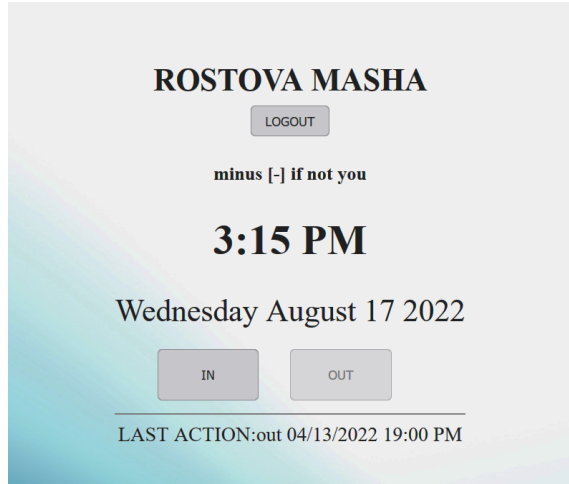 ROSTOVA MASHA
LOGOUT
minus [-] if not you
3:15 PM
Wednesday August 17 2022
IN OUT
LAST ACTION:out 04/13/2022 19:00 PM